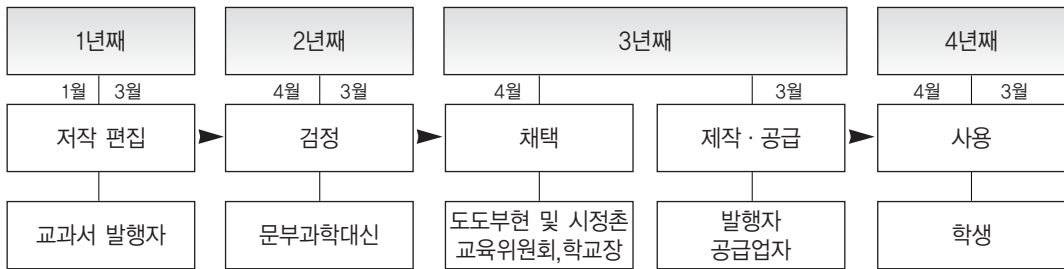 1년째
2년째
3년째
4년째
1월 3월
4월 3월
4월
3월
4월 3월
저작 편집
검정
채택
제작 · 공급
사용
교과서 발행자
문부과학대신
도도부현 및 시정촌
교육위원회,학교장
발행자
공급업자
학생